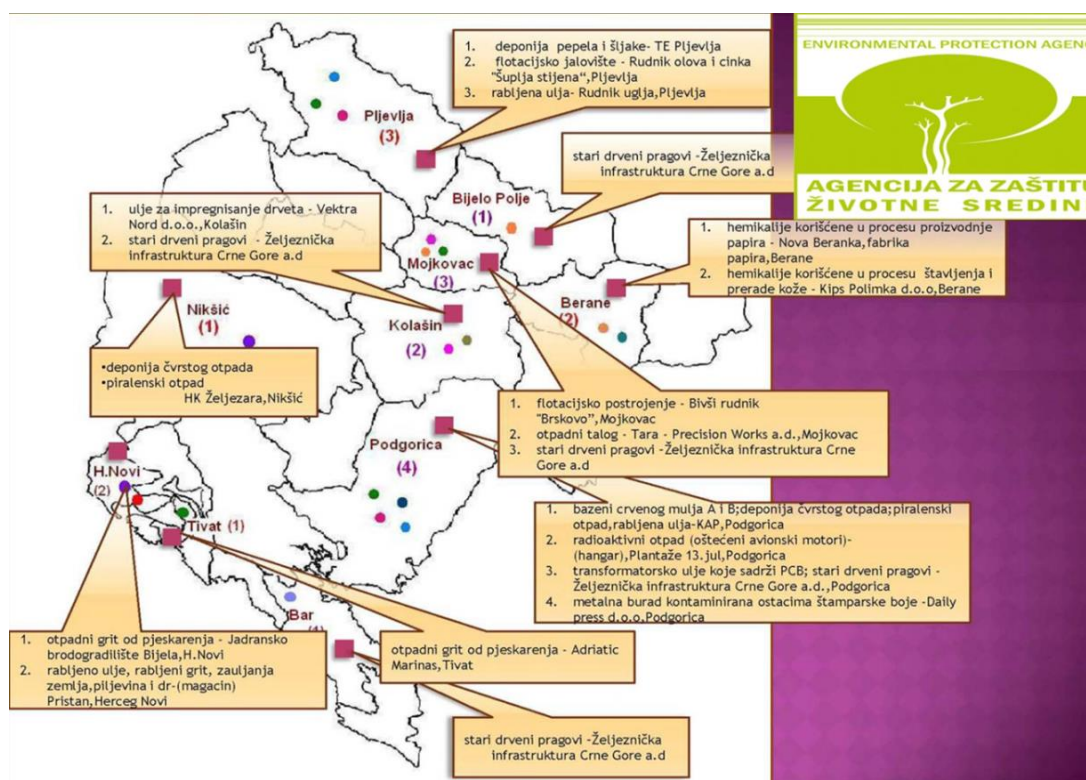 1. deponija pepela i šljake- TE Pljevlja
2. flotacijsko jalovište - Rudnik olova i cinka
"Šuplja stijena“,Pljevlja
3. rabljena ulja- Rudnik uglja,Pljevlja
ENVIRONMENTAL PROTECTION AGEN
AGENCIJA ZA ZAŠTIT
ŽIVOTNE SREDIN
Pljevlja
(3)
stari drveni pragovi -Željeznička
infrastruktura Crne Gore a.d
Bijelo Polje
(1)
1. ulje za impregnisanje drveta - Vektra
Nord d.o.o.,Kolašin
2. stari drveni pragovi - Željeznička
infrastruktura Crne Gore a.d
Mojkovac
(3)
1. hemikalije korišćene u procesu proizvodnje
papira - Nova Beranka,fabrika
papira,Berane
2. hemikalije korišćene u procesu štavljenja i
prerade kože - Kips Polimka d.o.o,Berane
Nikšić
(1)
Kolašin
(2)
Berane
(2)
•deponija čvrstog otpada
•piralenski otpad
HK Željezara,Nikšić
1. flotacijsko postrojenje - Bivši rudnik
"Brskovo”,Mojkovac
2. otpadni talog - Tara - Precision Works a.d.,Mojkovac
3. stari drveni pragovi -Željeznička infrastruktura Crne
Gore a.d
Podgorica
(4)
H.Novi
(2)
Tivat (1)
1. bazeni crvenog mulja A i B;deponija čvrstog otpada;piralenski
otpad,rabljena ulja-KAP,Podgorica
2. radioaktivni otpad (oštećeni avionski motori)-
(hangar),Plantaže 13.jul,Podgorica
3. transformatorsko ulje koje sadrži PCB; stari drveni pragovi -
Željeznička infrastruktura Crne Gore a.d.,Podgorica
4. metalna burad kontaminirana ostacima štamparske boje -Daily
press d.o.o,Podgorica
Bar
1. otpadni grit od pjeskarenja - Jadransko
brodogradilište Bijela,H.Novi
2. rabljeno ulje, rabljeni grit, zauljanja
zemlja,piljevina i dr-(magacin)
Pristan,Herceg Novi
otpadni grit od pjeskarenja - Adriatic
Marinas,Tivat
stari drveni pragovi -Željeznička
infrastruktura Crne Gore a.d